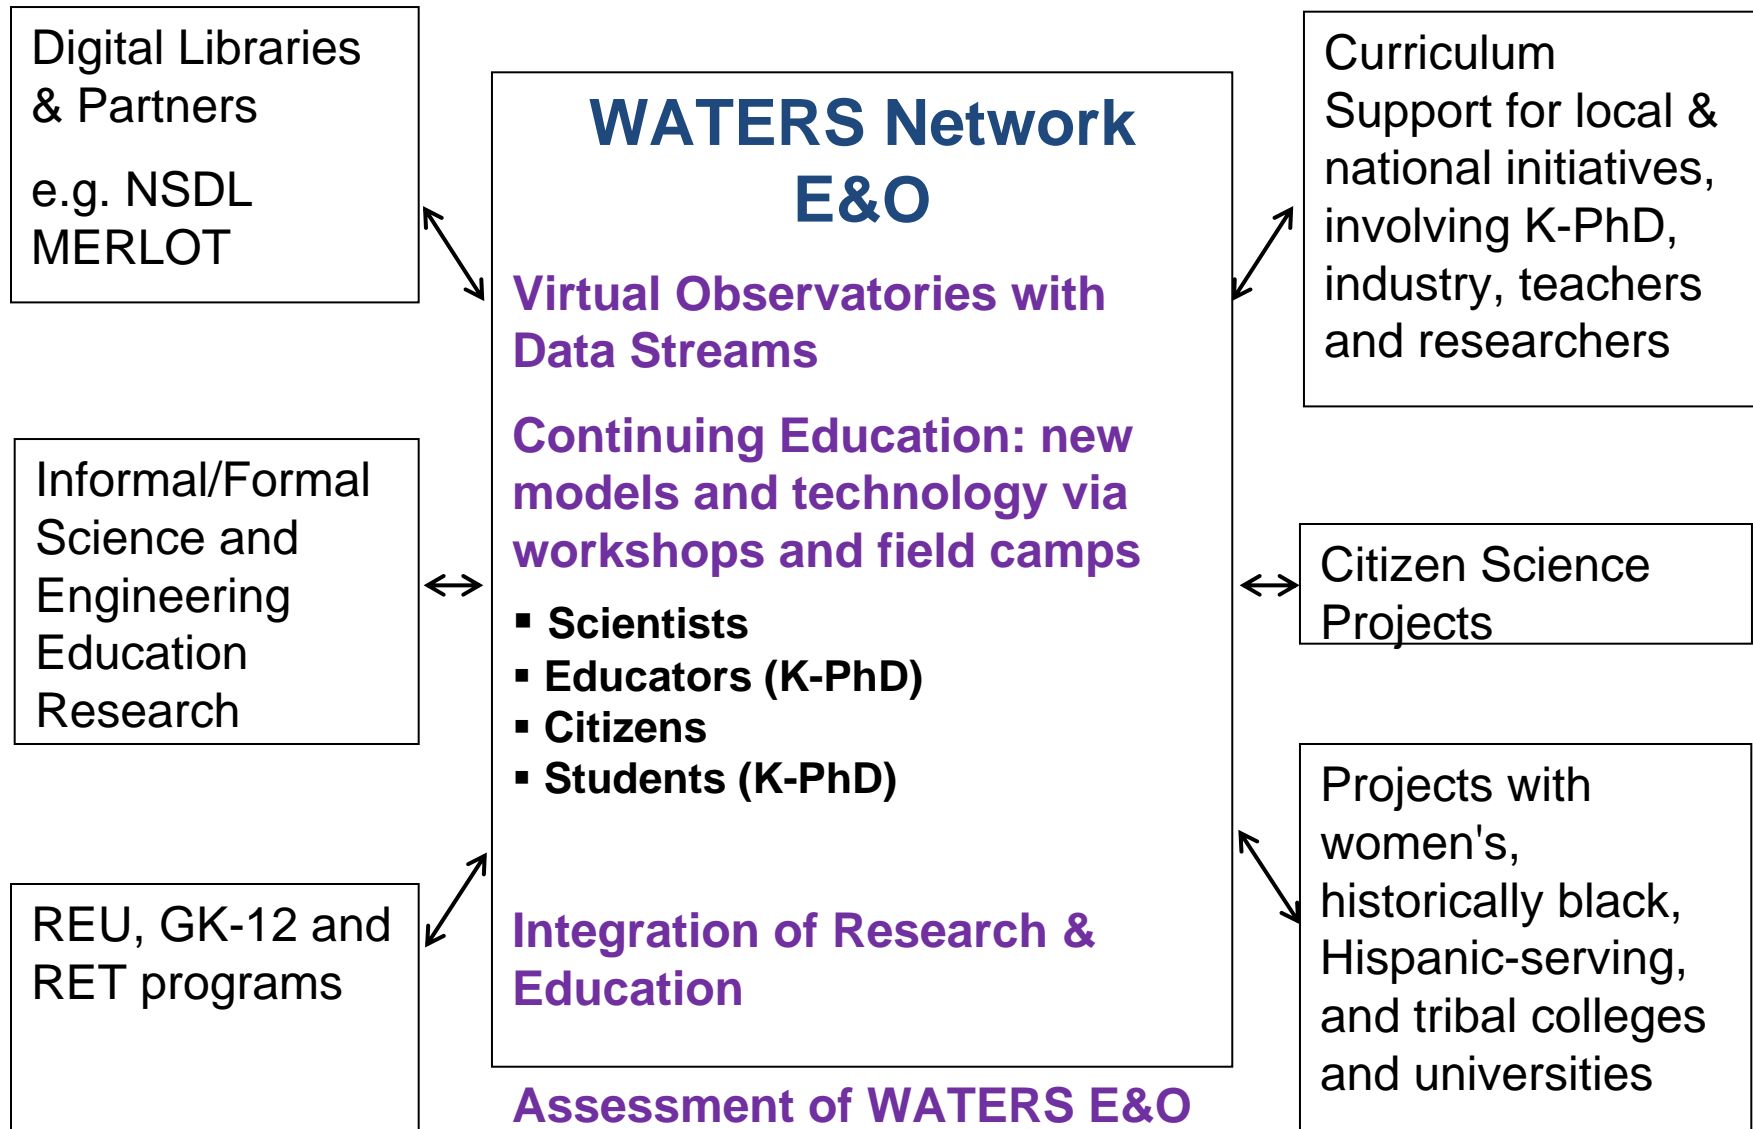 Digital Libraries
& Partners
e.g. NSDL
MERLOT
Informal/Formal
Science and
Engineering
Education
Research
REU, GK-12 and
RET programs
WATERS Network
E&O
Virtual Observatories with
Data Streams
Continuing Education: new
models and technology via
workshops and field camps
▪ Scientists
▪ Educators (K-PhD)
▪ Citizens
▪ Students (K-PhD)
Integration of Research &
Education
Assessment of WATERS E&O
Curriculum
Support for local &
national initiatives,
involving K-PhD,
industry, teachers
and researchers
Citizen Science
Projects
Projects with
women's,
historically black,
Hispanic-serving,
and tribal colleges
and universities